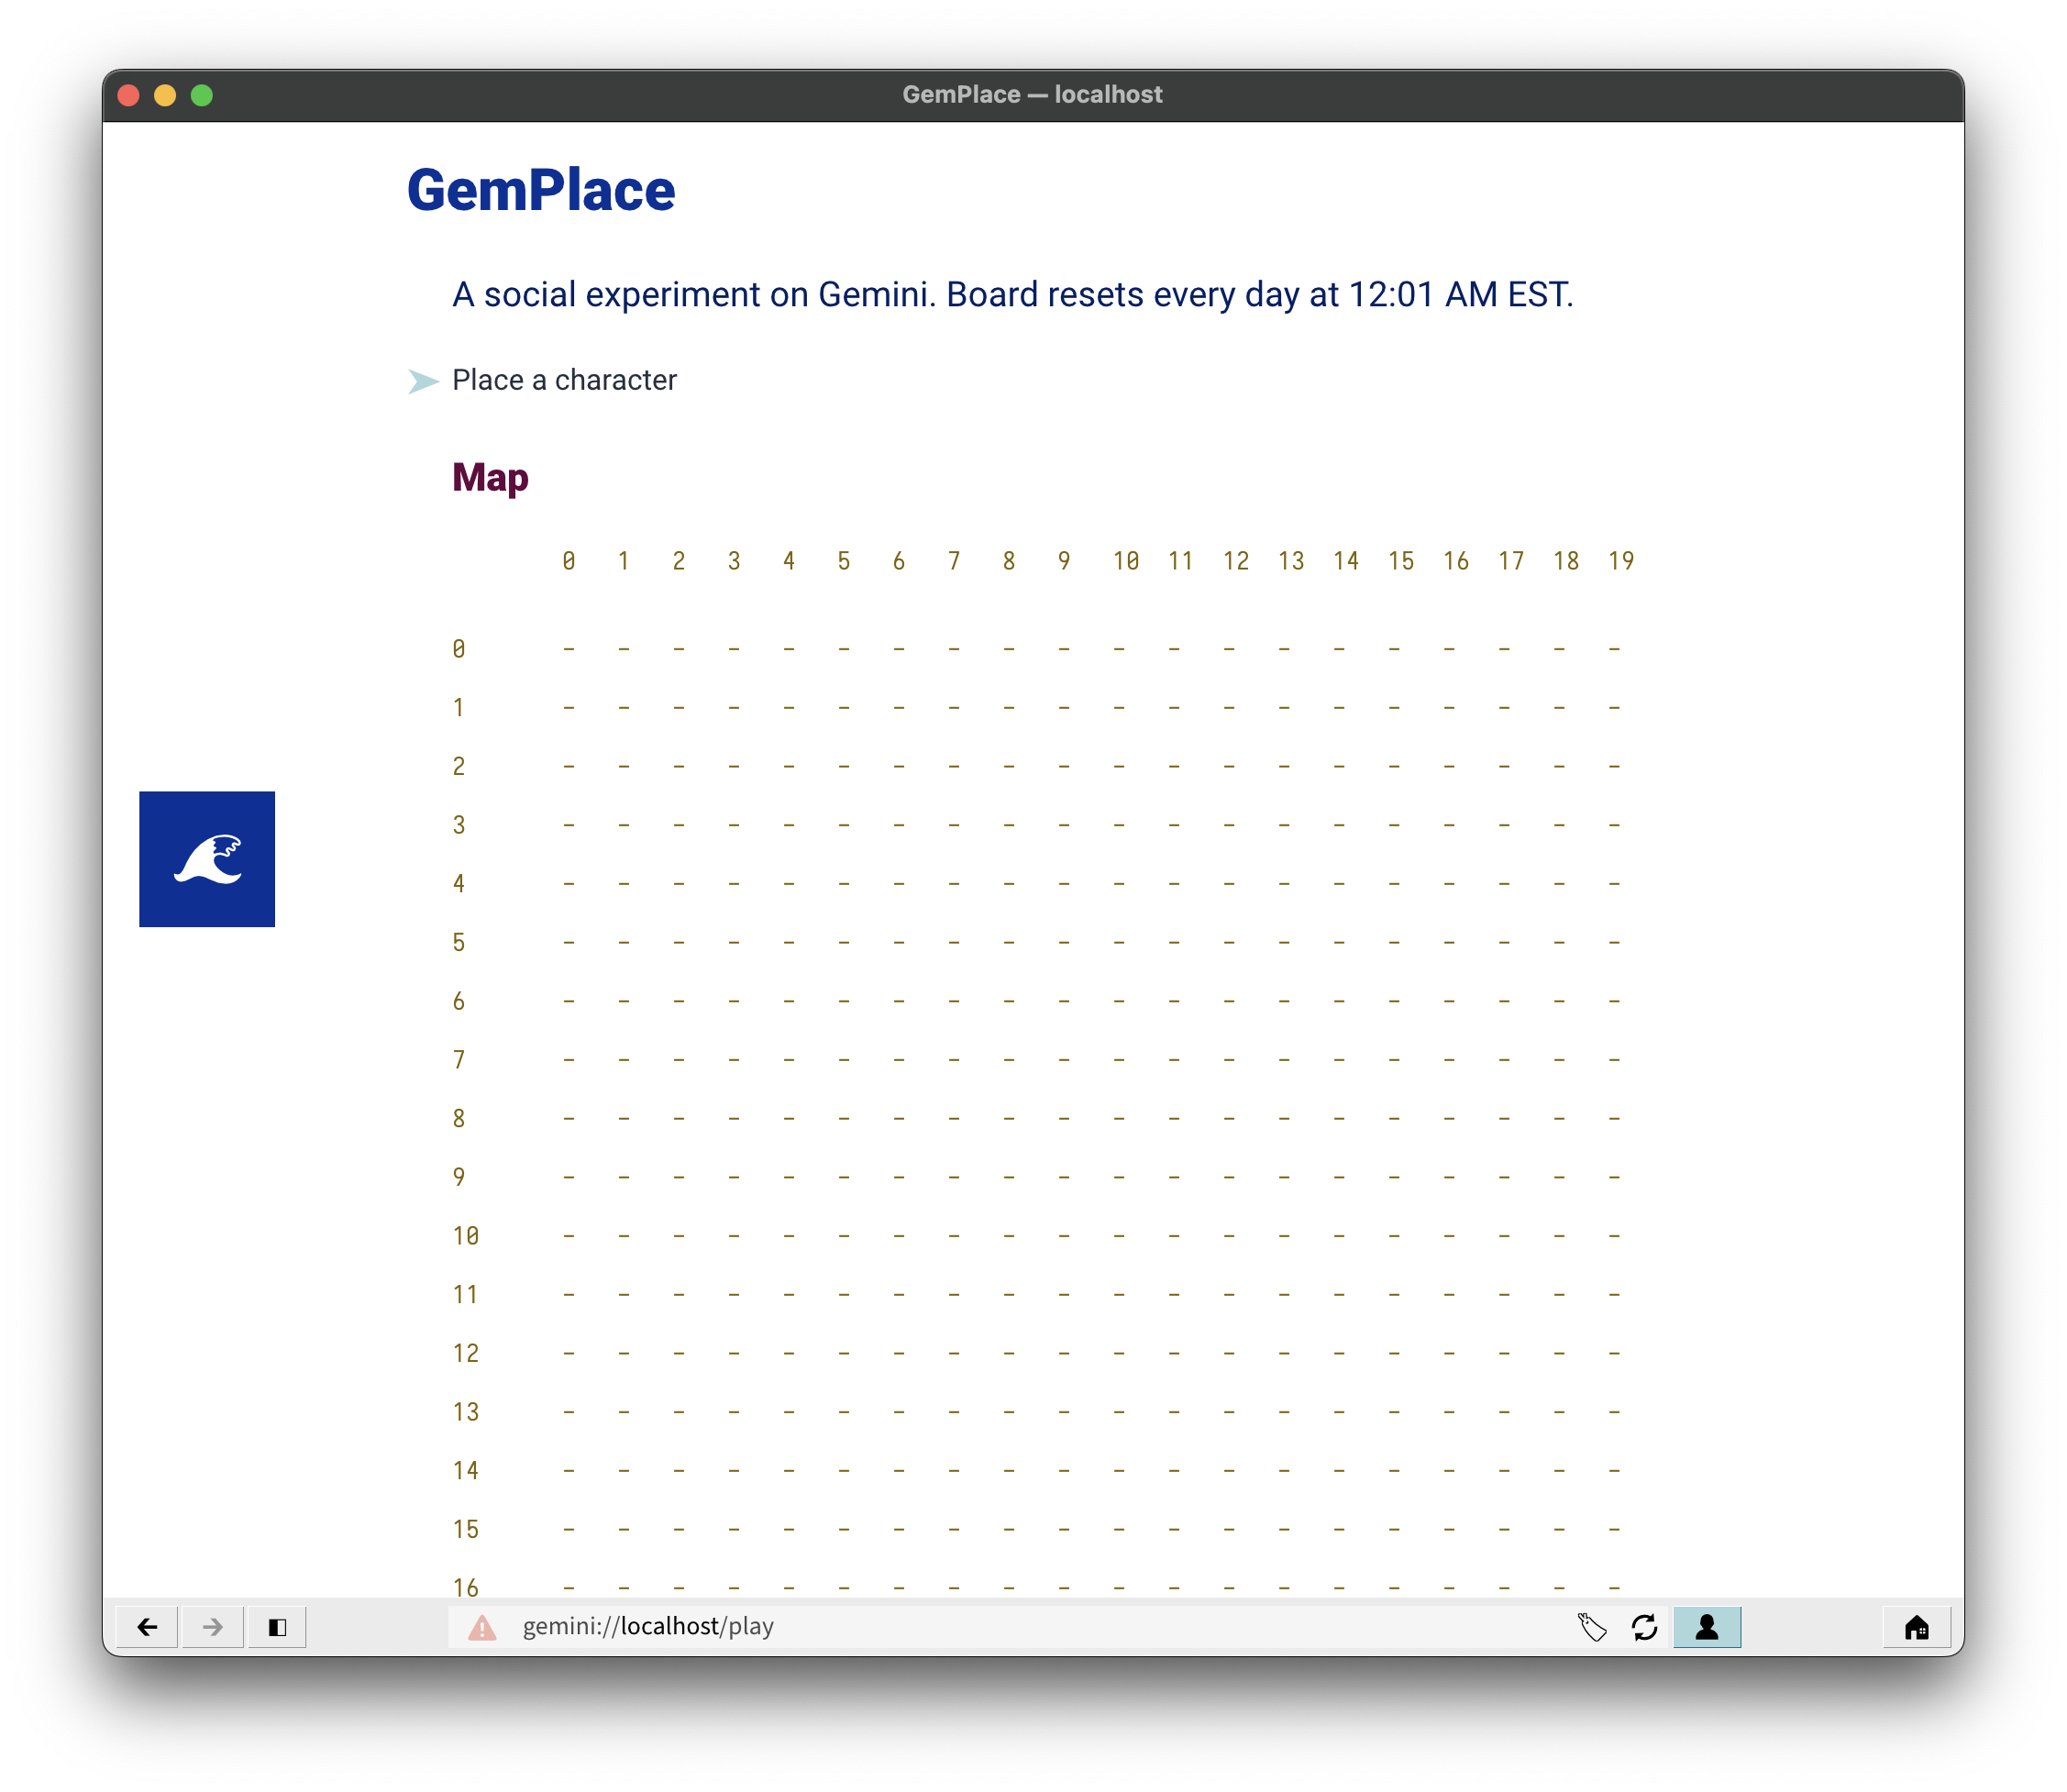 GemPlace — localhost
GemPlace
A social experiment on Gemini. Board resets every day at 12:01 AM EST.
Place a character
Map
0 1 2 3 4 5 6 7 8 9 10 11 12 13 14 15 16 17 18 19
0 - - - - - - - - - - - - - - - - - - - -
1 - - - - - - - - - - - - - - - - - - - -
2 - - - - - - - - - - - - - - - - - - - -
3 - - - - - - - - - - - - - - - - - - - -
4 - - - - - - - - - - - - - - - - - - - -
5 - - - - - - - - - - - - - - - - - - - -
6 - - - - - - - - - - - - - - - - - - - -
7 - - - - - - - - - - - - - - - - - - - -
8 - - - - - - - - - - - - - - - - - - - -
9 - - - - - - - - - - - - - - - - - - - -
10 - - - - - - - - - - - - - - - - - - - -
11 - - - - - - - - - - - - - - - - - - - -
12 - - - - - - - - - - - - - - - - - - - -
13 - - - - - - - - - - - - - - - - - - - -
14 - - - - - - - - - - - - - - - - - - - -
15 - - - - - - - - - - - - - - - - - - - -
16 - - - - - - - - - - - - - - - - - - - -
gemini://localhost/play